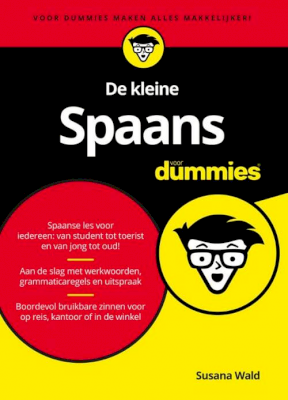 VOOR DUMMIES MAKEN ALLES MAKKELIJKER!
De kleine
Spaans
voor
dummies
Spaanse les voor
iedereen: van student tot toerist
en van jong tot oud!
Aan de slag met werkwoorden,
grammaticaregels en uitspraak
Boordevol bruikbare zinnen voor
op reis, kantoor of in de winkel
Susana Wald